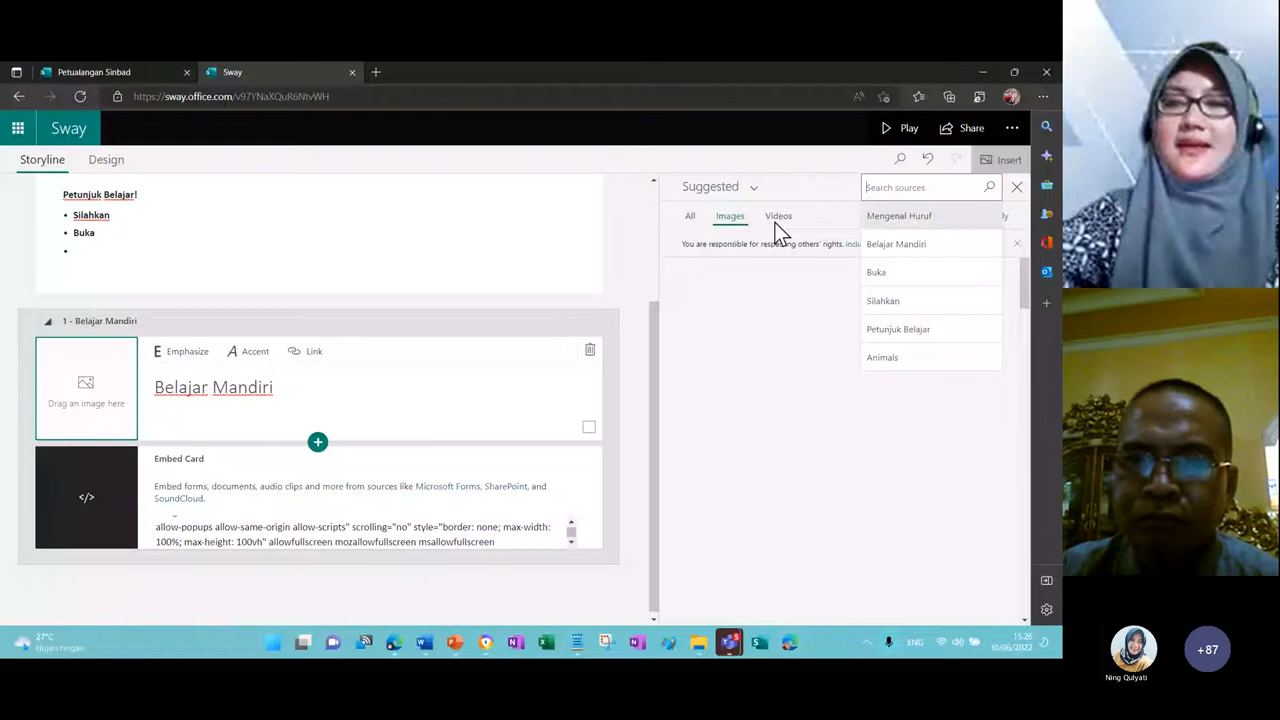 Petualangan Sinbad
Sway
https://sway.office.com/v97YNaXQuR6NtvWH
Sway
Play
Share
Storyline
Design
Insert
Petunjuk Belajar!
Silahkan
Buka
1 - Belajar Mandiri
Emphasize
Accent
Link
Drag an image here
Belajar Mandiri
Embed Card
Embed forms, documents, audio clips and more from sources like Microsoft Forms, SharePoint, and
SoundCloud.
allow-popups allow-same-origin allow-scripts" scrolling="no" style="border: none; max-width:
100%; max-height: 100vh" allowfullscreen mozallowfullscreen msallowfullscreen
Suggested
Search sources
All
Images
Videos
You are responsible for respecting others' rights,
Mengenal Huruf
Belajar Mandiri
Buka
Silahkan
Petunjuk Belajar
Animals
27°C
Hujan ringan
ENG
15.26
10/06/2022
Ning Qulyati
+87